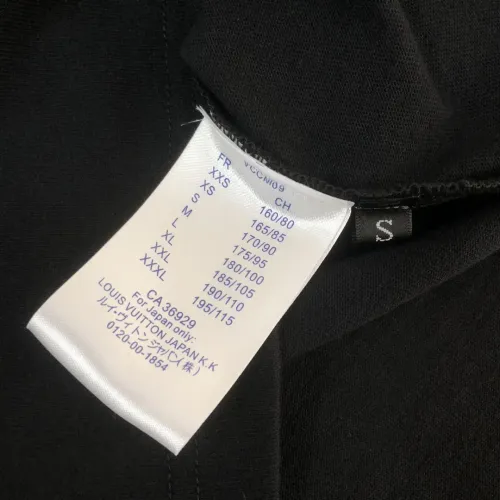 YCCNI09
FR CH
XXS 160/80
XS 165/85
170/90
M 175/95
L 180/100
XL 185/105
XXL 190/110
XXXL 195/115
CA 36929
For Japan only:
LOUIS VUITTON JAPAN K.K
ルイ・ヴィトンジャパン(株)
0120-00-1854
S